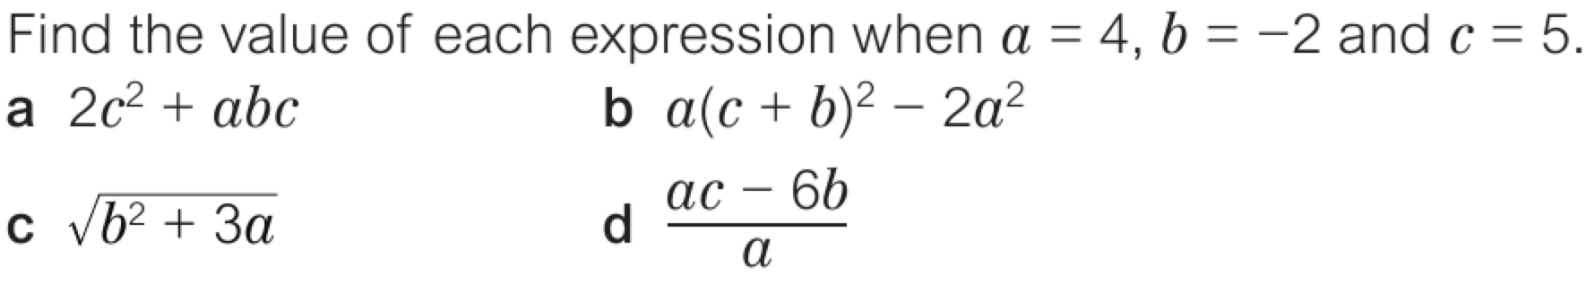 Find the value of each expression when a = 4, b = −2 and c = 5.
a 2c² + abc
b a(c + b)² − 2a²
c √(b² + 3a)
d (ac − 6b)/a